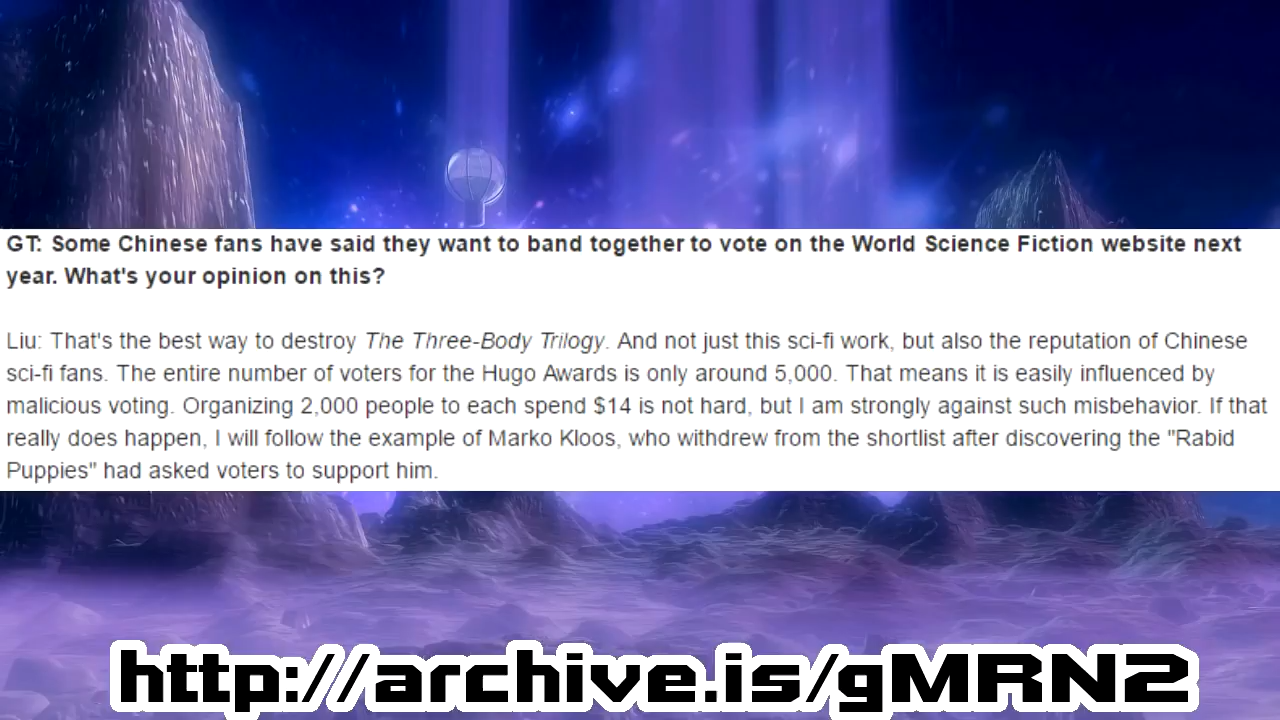 GT: Some Chinese fans have said they want to band together to vote on the World Science Fiction website next
year. What's your opinion on this?
Liu: That's the best way to destroy The Three-Body Trilogy. And not just this sci-fi work, but also the reputation of Chinese
sci-fi fans. The entire number of voters for the Hugo Awards is only around 5,000. That means it is easily influenced by
malicious voting. Organizing 2,000 people to each spend $14 is not hard, but I am strongly against such misbehavior. If that
really does happen, I will follow the example of Marko Kloos, who withdrew from the shortlist after discovering the "Rabid
Puppies" had asked voters to support him.
http://archive.is/gMRN2